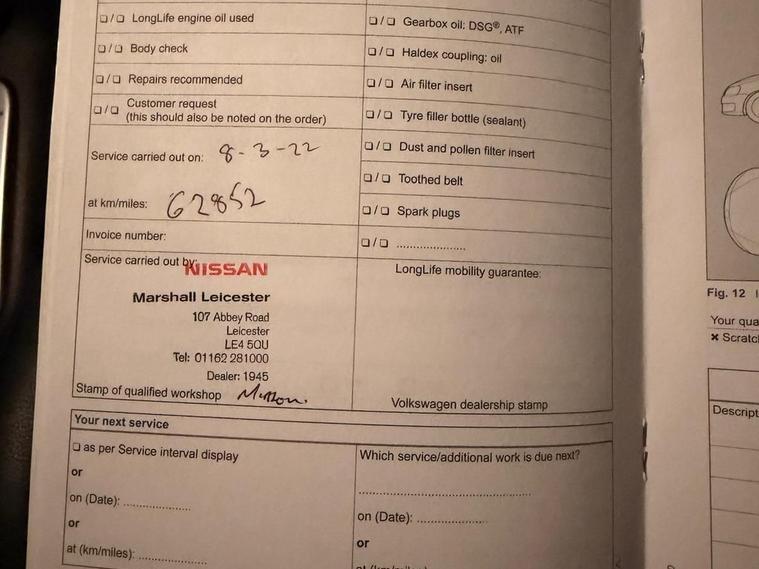 ☐/☐ LongLife engine oil used
☐/☐ Body check
☐/☐ Repairs recommended
☐/☐ Customer request
(this should also be noted on the order)
Service carried out on: 8-3-22
at km/miles: 62852
Invoice number:
Service carried out by:
NISSAN
Marshall Leicester
107 Abbey Road
Leicester
LE4 5QU
Tel: 01162 281000
Dealer: 1945
Stamp of qualified workshop
☐/☐ Gearbox oil: DSG®, ATF
☐/☐ Haldex coupling: oil
☐/☐ Air filter insert
☐/☐ Tyre filler bottle (sealant)
☐/☐ Dust and pollen filter insert
☐/☐ Toothed belt
☐/☐ Spark plugs
☐/☐ ......................
LongLife mobility guarantee:
Volkswagen dealership stamp
Your next service
☐ as per Service interval display
or
on (Date): ....................
or
at (km/miles): ....................
Which service/additional work is due next?
..................................................
on (Date): ....................
or
Fig. 12
Your qua
× Scratc
Descript